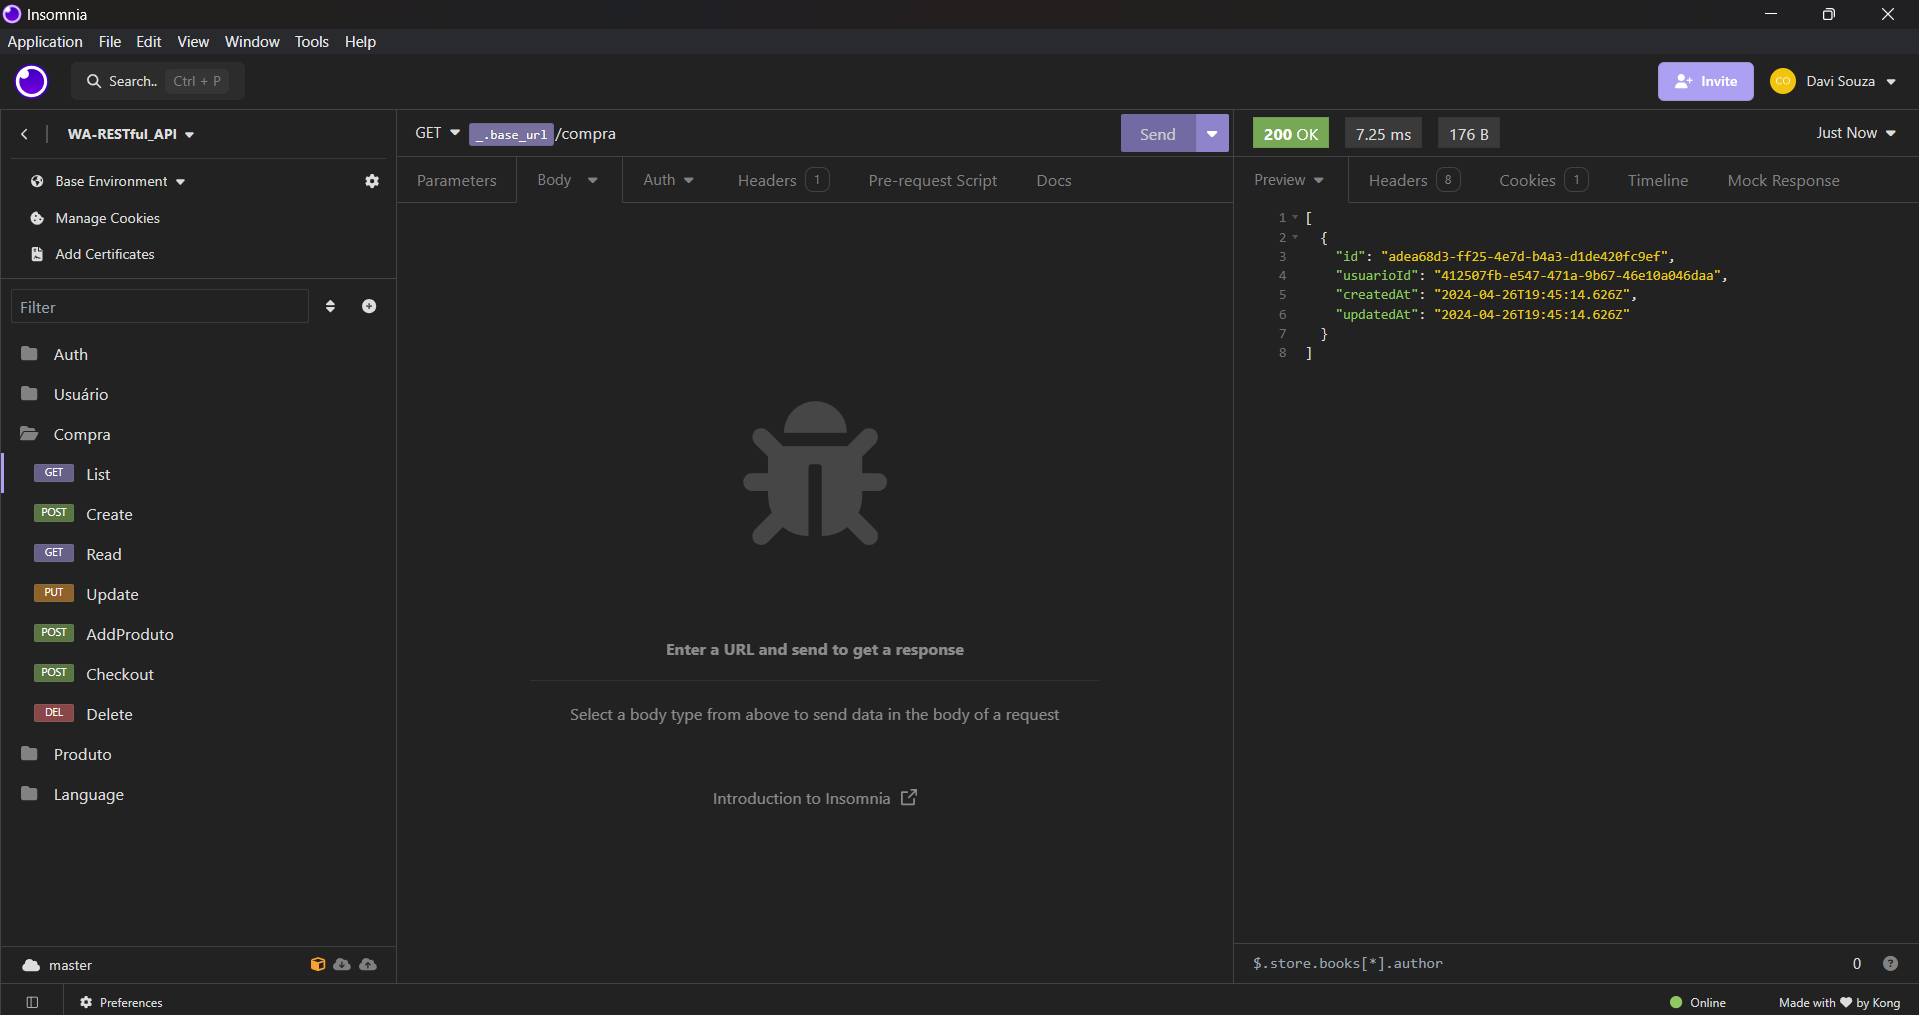 Insomnia
Application File Edit View Window Tools Help
Search.. Ctrl + P
Invite
CO
Davi Souza
WA-RESTful_API
Base Environment
Manage Cookies
Add Certificates
Filter
Auth
Usuário
Compra
GET List
POST Create
GET Read
PUT Update
POST AddProduto
POST Checkout
DEL Delete
Produto
Language
master
Preferences
GET _.base_url /compra
Send
Parameters Body Auth Headers 1 Pre-request Script Docs
Enter a URL and send to get a response
Select a body type from above to send data in the body of a request
Introduction to Insomnia
200 OK 7.25 ms 176 B Just Now
Preview Headers 8 Cookies 1 Timeline Mock Response
1 [
2 {
3 "id": "adea68d3-ff25-4e7d-b4a3-d1de420fc9ef",
4 "usuarioId": "412507fb-e547-471a-9b67-46e10a046daa",
5 "createdAt": "2024-04-26T19:45:14.626Z",
6 "updatedAt": "2024-04-26T19:45:14.626Z"
7 }
8 ]
$.store.books[*].author 0 ?
Online
Made with ♥ by Kong